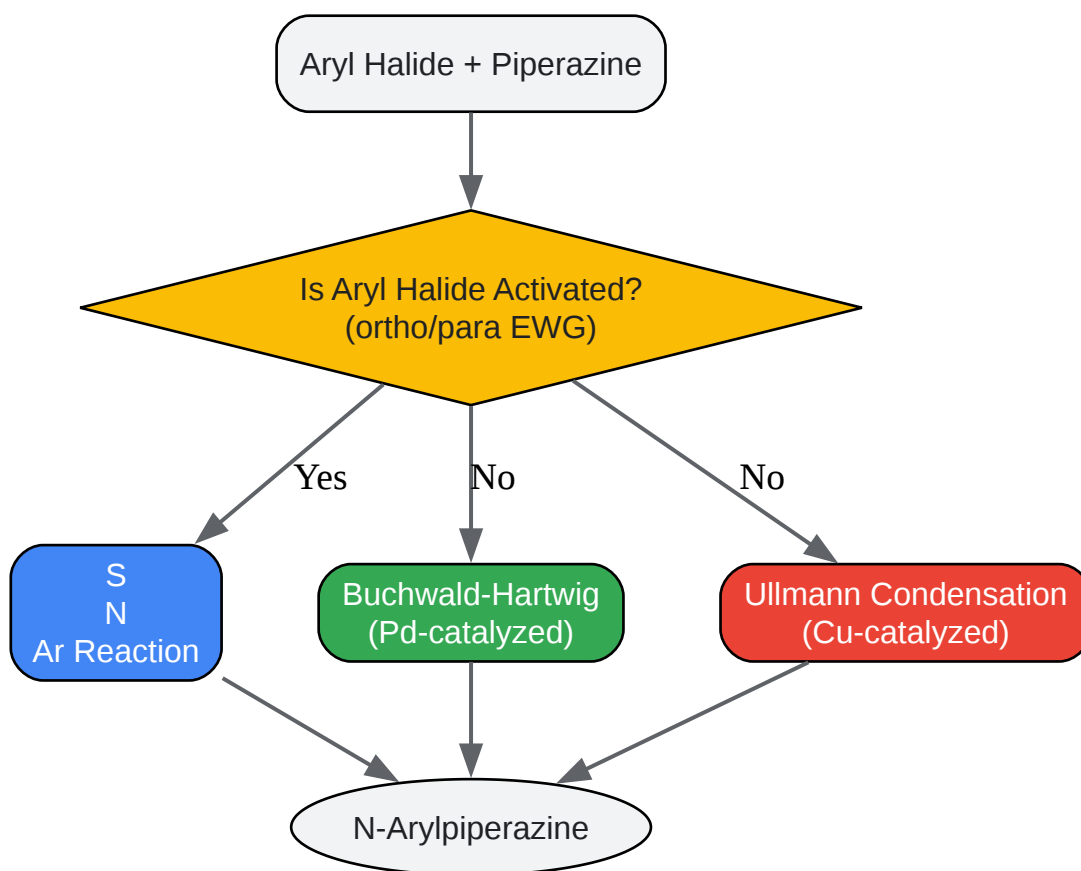 Aryl Halide + Piperazine
Is Aryl Halide Activated?
(ortho/para EWG)
Yes
No
No
S
N
Ar Reaction
Buchwald-Hartwig
(Pd-catalyzed)
Ullmann Condensation
(Cu-catalyzed)
N-Arylpiperazine